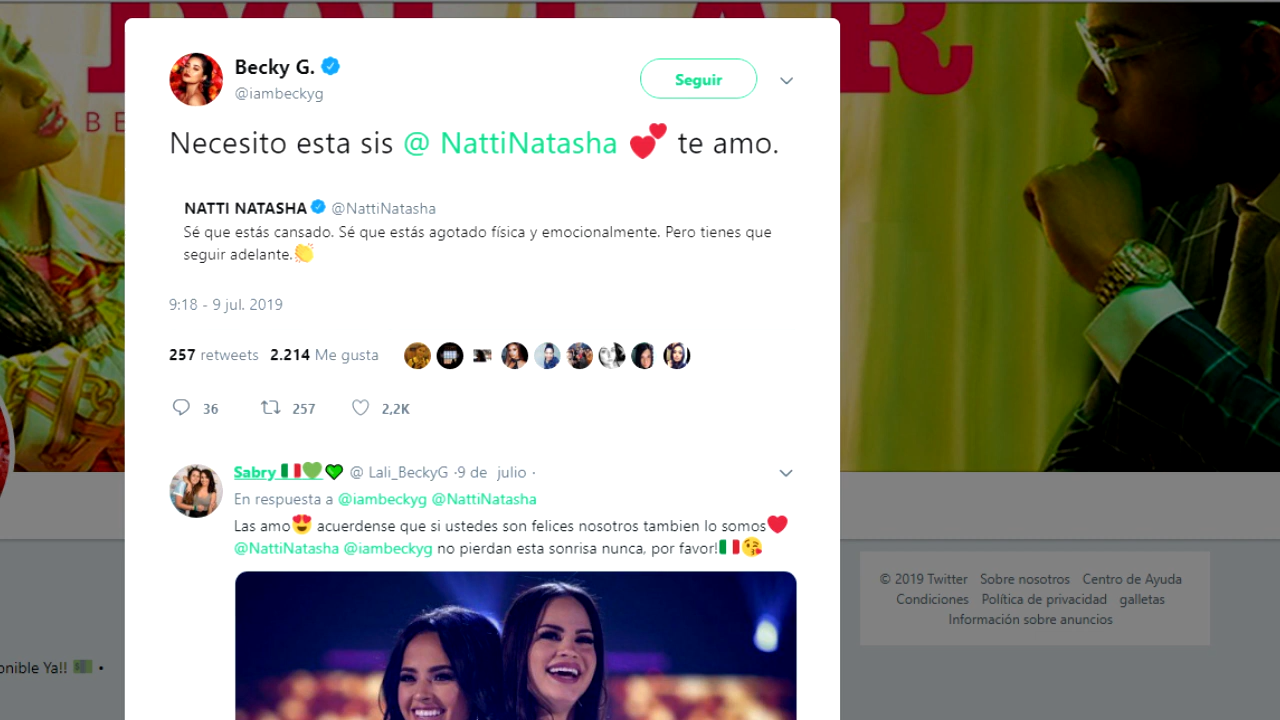 Becky G.
@iambeckyg
Seguir
Necesito esta sis @ NattiNatasha 💕 te amo.
NATTI NATASHA @NattiNatasha
Sé que estás cansado. Sé que estás agotado física y emocionalmente. Pero tienes que
seguir adelante.👏
9:18 - 9 jul. 2019
257 retweets 2.214 Me gusta
36 257 2,2K
Sabry 🇮🇹💚💚 @ Lali_BeckyG ·9 de julio ·
En respuesta a @iambeckyg @NattiNatasha
Las amo😍 acuerdense que si ustedes son felices nosotros tambien lo somos❤️
@NattiNatasha @iambeckyg no pierdan esta sonrisa nunca, por favor!🇮🇹😘
© 2019 Twitter Sobre nosotros Centro de Ayuda
Condiciones Política de privacidad galletas
Información sobre anuncios
Ya!! 💵 •